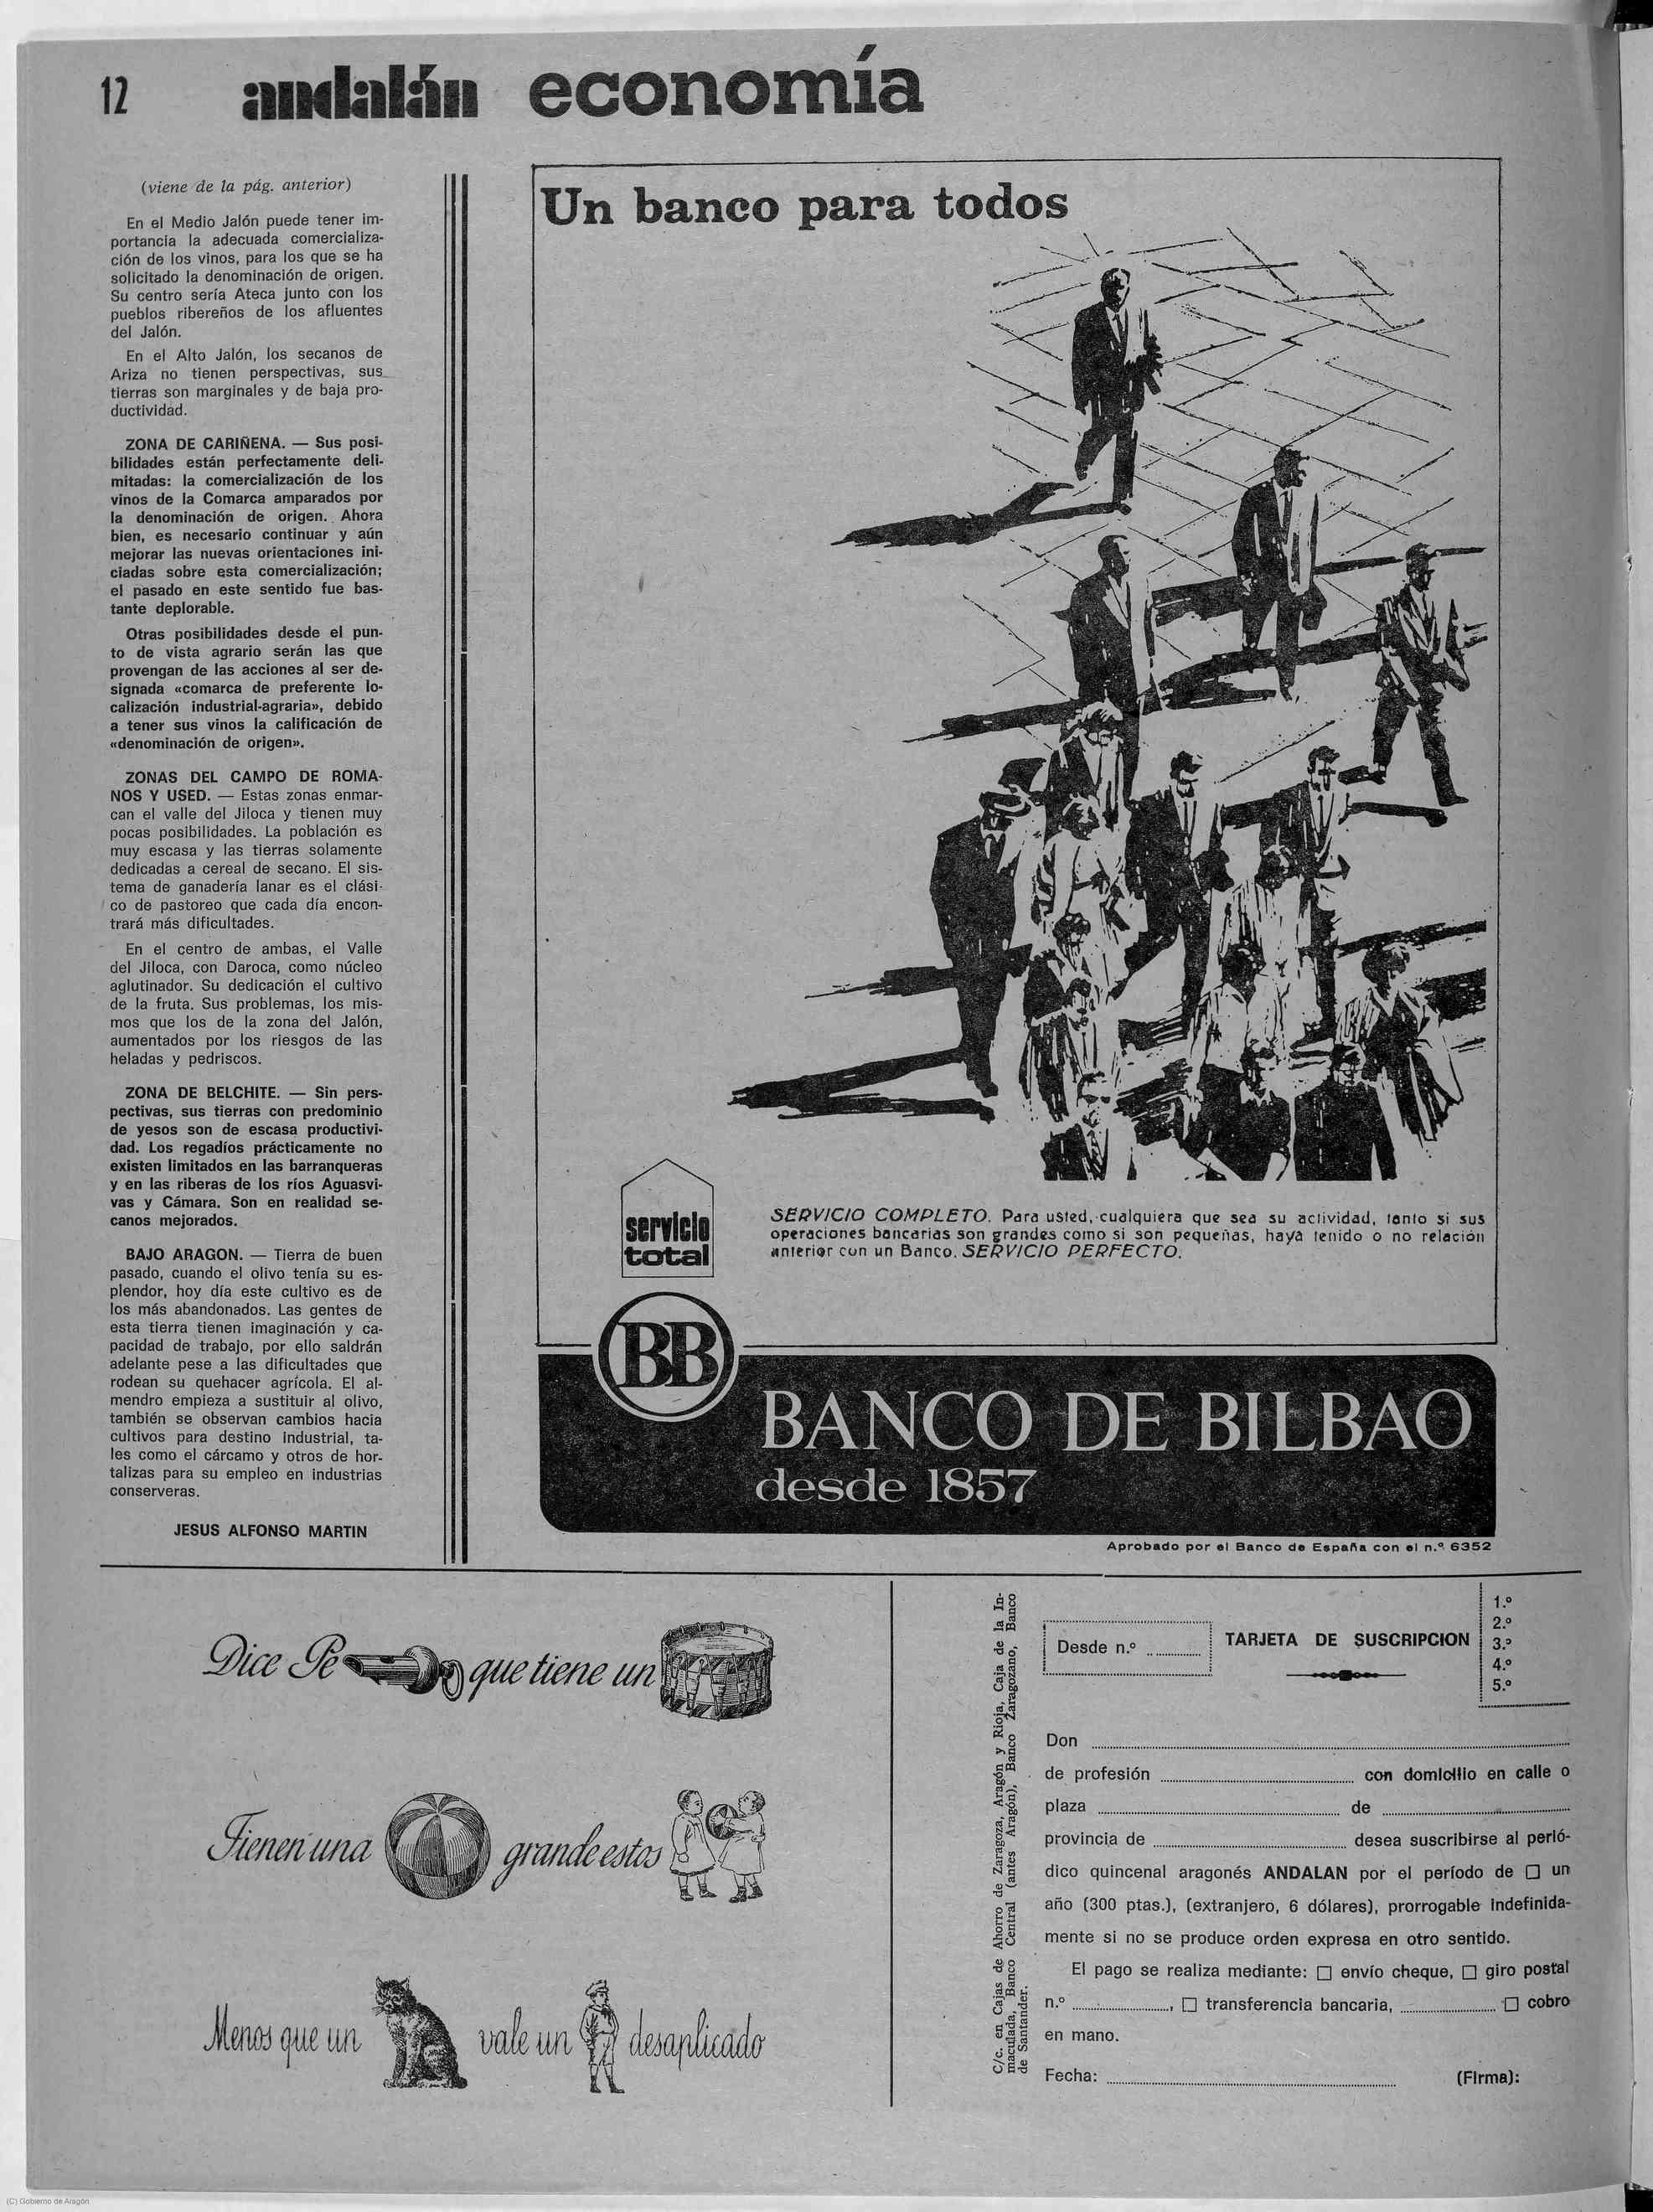 12
andalán economía
(viene de la pág. anterior)
En el Medio Jalón puede tener im-
portancia la adecuada comercializa-
ción de los vinos, para los que se ha
solicitado la denominación de origen.
Su centro sería Ateca junto con los
pueblos ribereños de los afluentes
del Jalón.
En el Alto Jalón, los secanos de
Ariza no tienen perspectivas, sus
tierras son marginales y de baja pro-
ductividad.
ZONA DE CARIÑENA. — Sus posi-
bilidades están perfectamente deli-
mitadas: la comercialización de los
vinos de la Comarca amparados por
la denominación de origen. Ahora
bien, es necesario continuar y aún
mejorar las nuevas orientaciones ini-
ciadas sobre esta comercialización;
el pasado en este sentido fue bas-
tante deplorable.
Otras posibilidades desde el pun-
to de vista agrario serán las que
provengan de las acciones al ser de-
signada «comarca de preferente lo-
calización industrial-agraria», debido
a tener sus vinos la calificación de
«denominación de origen».
ZONAS DEL CAMPO DE ROMA-
NOS Y USED. — Estas zonas enmar-
can el valle del Jiloca y tienen muy
pocas posibilidades. La población es
muy escasa y las tierras solamente
dedicadas a cereal de secano. El sis-
tema de ganadería lanar es el clási-
co de pastoreo que cada día encon-
trará más dificultades.
En el centro de ambas, el Valle
del Jiloca, con Daroca, como núcleo
aglutinador. Su dedicación el cultivo
de la fruta. Sus problemas, los mis-
mos que los de la zona del Jalón,
aumentados por los riesgos de las
heladas y pedriscos.
ZONA DE BELCHITE. — Sin pers-
pectivas, sus tierras con predominio
de yesos son de escasa productivi-
dad. Los regadíos prácticamente no
existen limitados en las barranqueras
y en las riberas de los ríos Aguasvi-
vas y Cámara. Son en realidad se-
canos mejorados.
BAJO ARAGON. — Tierra de buen
pasado, cuando el olivo tenía su es-
plendor, hoy día este cultivo es de
los más abandonados. Las gentes de
esta tierra tienen imaginación y ca-
pacidad de trabajo, por ello saldrán
adelante pese a las dificultades que
rodean su quehacer agrícola. El al-
mendro empieza a sustituir al olivo,
también se observan cambios hacia
cultivos para destino industrial, ta-
les como el cárcamo y otros de hor-
talizas para su empleo en industrias
conserveras.
JESUS ALFONSO MARTIN
Un banco para todos
servicio
total
SERVICIO COMPLETO. Para usted, cualquiera que sea su actividad, tanto si sus
operaciones bancarias son grandes como si son pequeñas, haya tenido o no relación
anterior con un Banco. SERVICIO PERFECTO.
BB
BANCO DE BILBAO
desde 1857
Aprobado por el Banco de España con el n.º 6352
Dice Pe que tiene un
Tienen una grande estos
Menos que un vale un desaplicado
C/c. en Cajas de Ahorro de Zaragoza, Aragón y Rioja, Caja de la In-
maculada, Banco Central (antes Aragón), Banco Zaragozano, Banco
de Santander.
Desde n.º
TARJETA DE SUSCRIPCION
1.º
2.º
3.º
4.º
5.º
Don
de profesión con domicilio en calle o
plaza de
provincia de desea suscribirse al perió-
dico quincenal aragonés ANDALAN por el período de □ un
año (300 ptas.), (extranjero, 6 dólares), prorrogable indefinida-
mente si no se produce orden expresa en otro sentido.
El pago se realiza mediante: □ envío cheque, □ giro postal
n.º , □ transferencia bancaria, □ cobro
en mano.
Fecha: (Firma):
(C) Gobierno de Aragón